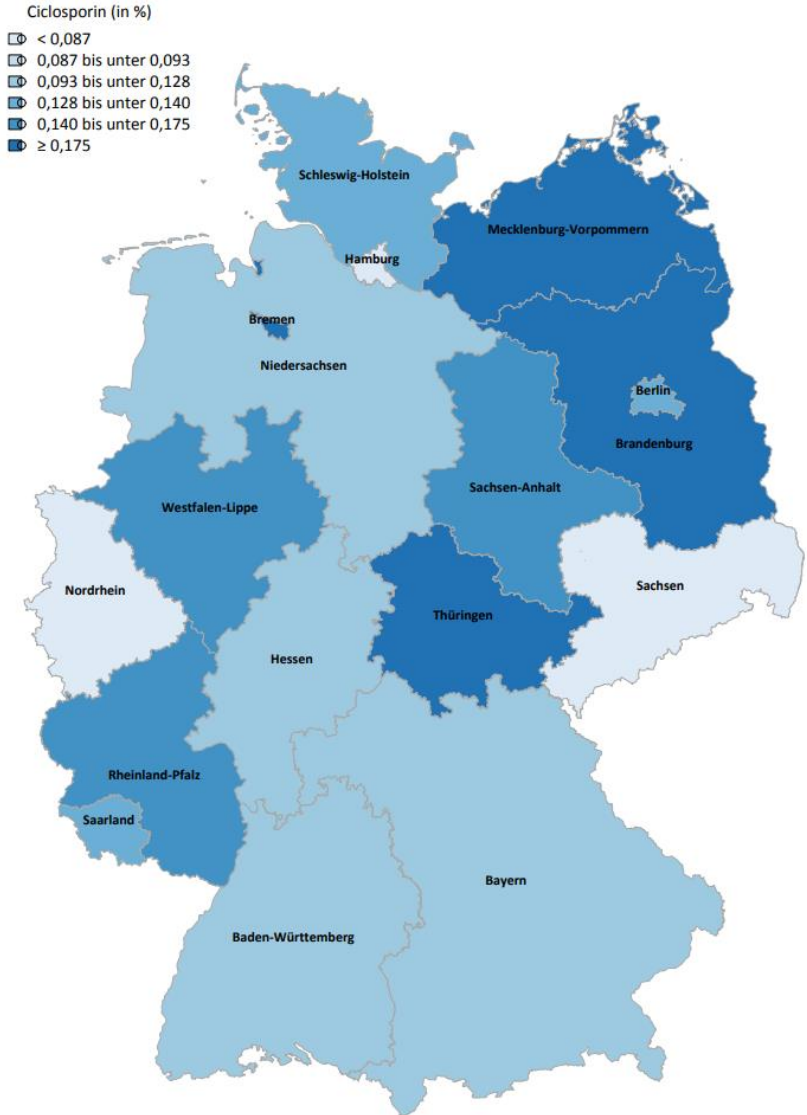 Ciclosporin (in %)
< 0,087
0,087 bis unter 0,093
0,093 bis unter 0,128
0,128 bis unter 0,140
0,140 bis unter 0,175
≥ 0,175
Schleswig-Holstein
Mecklenburg-Vorpommern
Hamburg
Bremen
Niedersachsen
Berlin
Brandenburg
Sachsen-Anhalt
Westfalen-Lippe
Nordrhein
Sachsen
Thüringen
Hessen
Rheinland-Pfalz
Saarland
Bayern
Baden-Württemberg